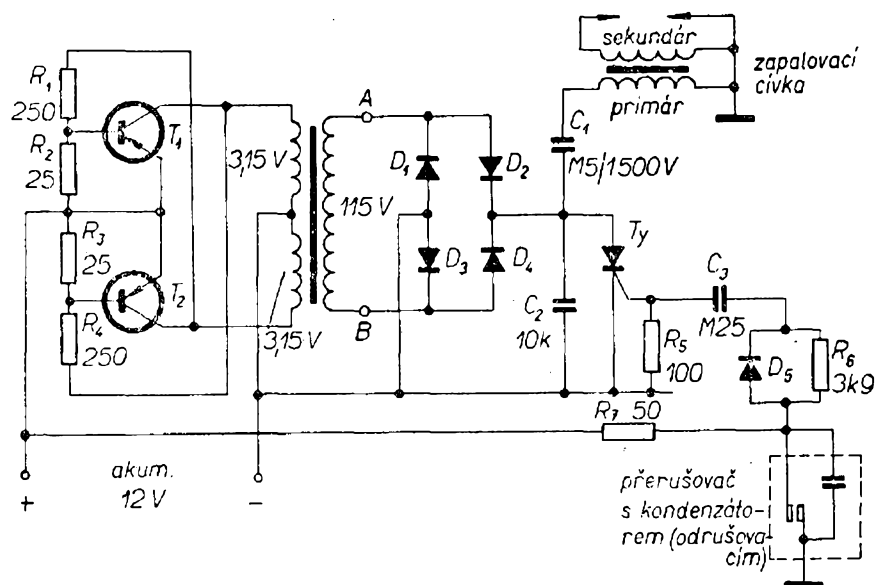 R1
250
R2
25
R3
25
R4
250
T1
T2
3,15 V
3,15 V
115 V
A
B
D1
D2
D3
D4
sekundár
primár
zapalovací
cívka
C1
M5/1500V
C2
10k
Ty
C3
M25
R5
100
D5
R6
3k9
R7 50
+
akum.
12 V
−
přerušovač
s kondenzáto-
rem (odrušova
cím)